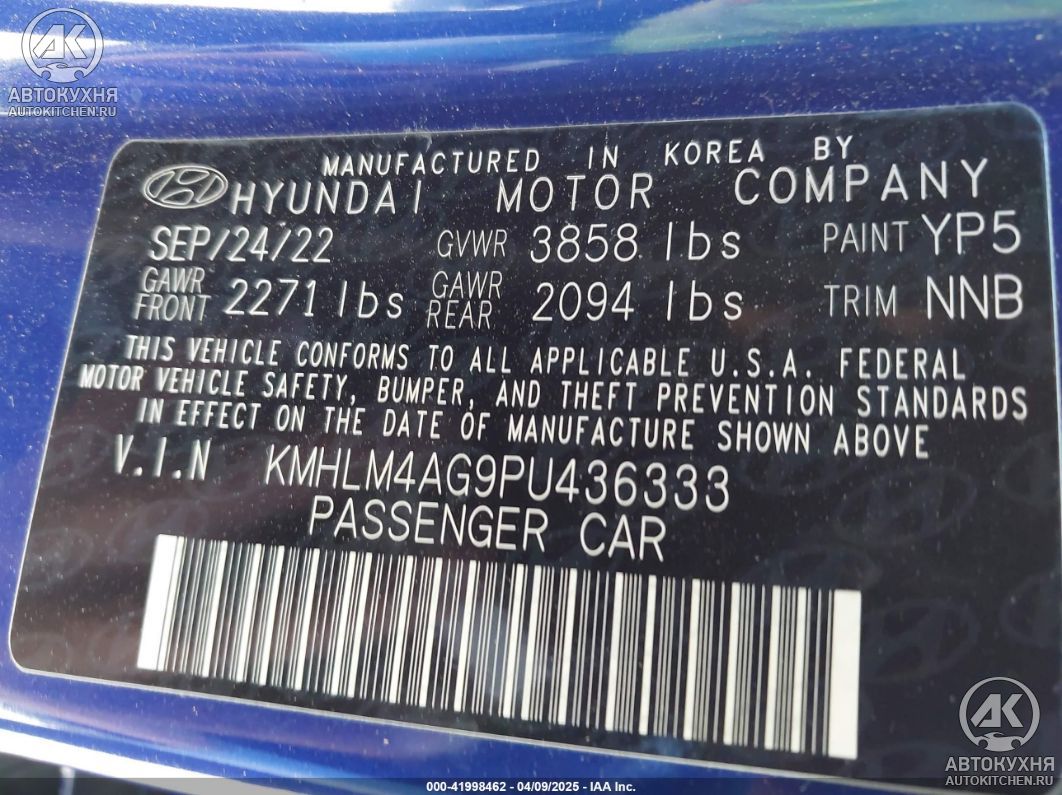 АК
АВТОКУХНЯ
AUTOKITCHEN.RU
MANUFACTURED IN KOREA BY
HYUNDAI MOTOR COMPANY
SEP/24/22 GVWR 3858 lbs PAINT YP5
GAWR FRONT 2271 lbs GAWR REAR 2094 lbs TRIM NNB
THIS VEHICLE CONFORMS TO ALL APPLICABLE U.S.A. FEDERAL
MOTOR VEHICLE SAFETY, BUMPER, AND THEFT PREVENTION STANDARDS
IN EFFECT ON THE DATE OF MANUFACTURE SHOWN ABOVE
V.I.N KMHLM4AG9PU436333
PASSENGER CAR
АК
АВТОКУХНЯ
AUTOKITCHEN.RU
000-41998462 - 04/09/2025 - IAA Inc.